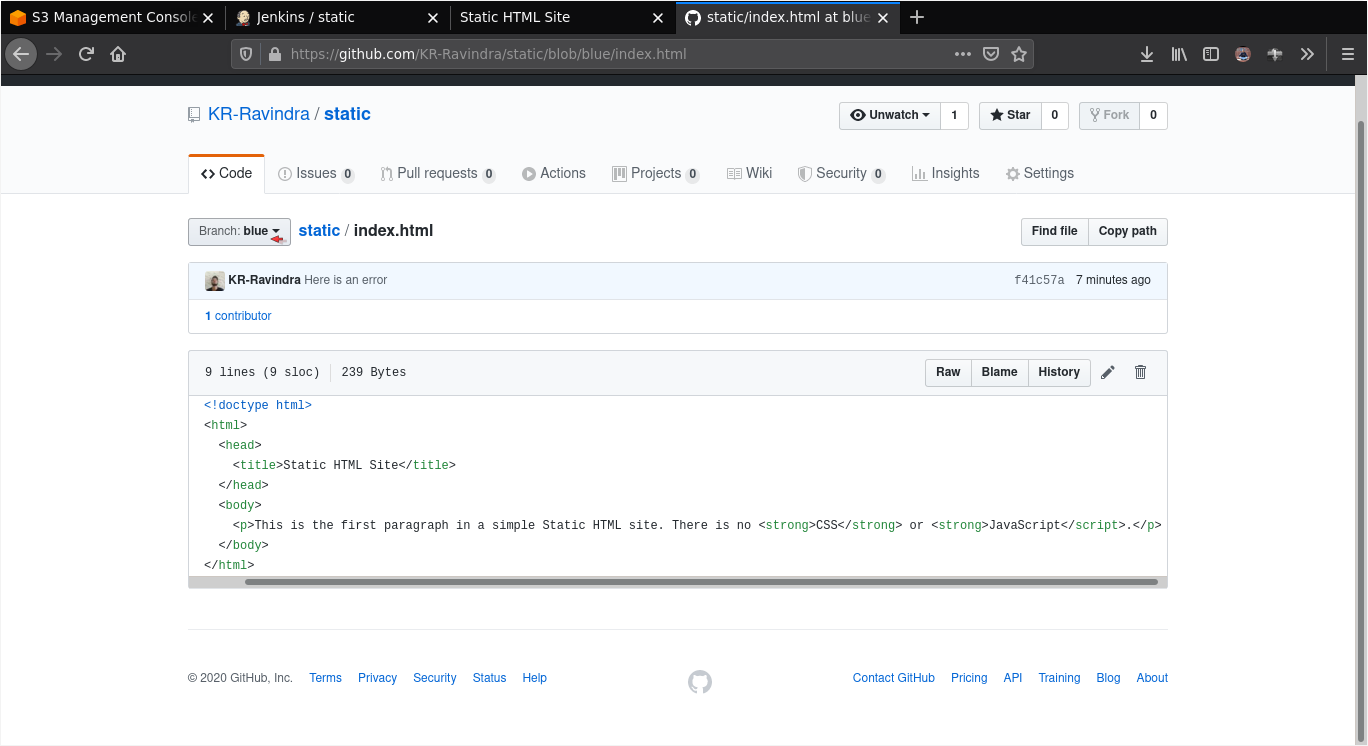 S3 Management Console
Jenkins / static
Static HTML Site
static/index.html at blue
https://github.com/KR-Ravindra/static/blob/blue/index.html
KR-Ravindra / static
Unwatch 1
Star 0
Fork 0
Code
Issues 0
Pull requests 0
Actions
Projects 0
Wiki
Security 0
Insights
Settings
Branch: blue
static / index.html
Find file
Copy path
KR-Ravindra Here is an error
f41c57a 7 minutes ago
1 contributor
9 lines (9 sloc) 239 Bytes
Raw
Blame
History
<!doctype html>
<html>
<head>
<title>Static HTML Site</title>
</head>
<body>
<p>This is the first paragraph in a simple Static HTML site. There is no <strong>CSS</strong> or <strong>JavaScript</script>.</p>
</body>
</html>
© 2020 GitHub, Inc. Terms Privacy Security Status Help
Contact GitHub Pricing API Training Blog About